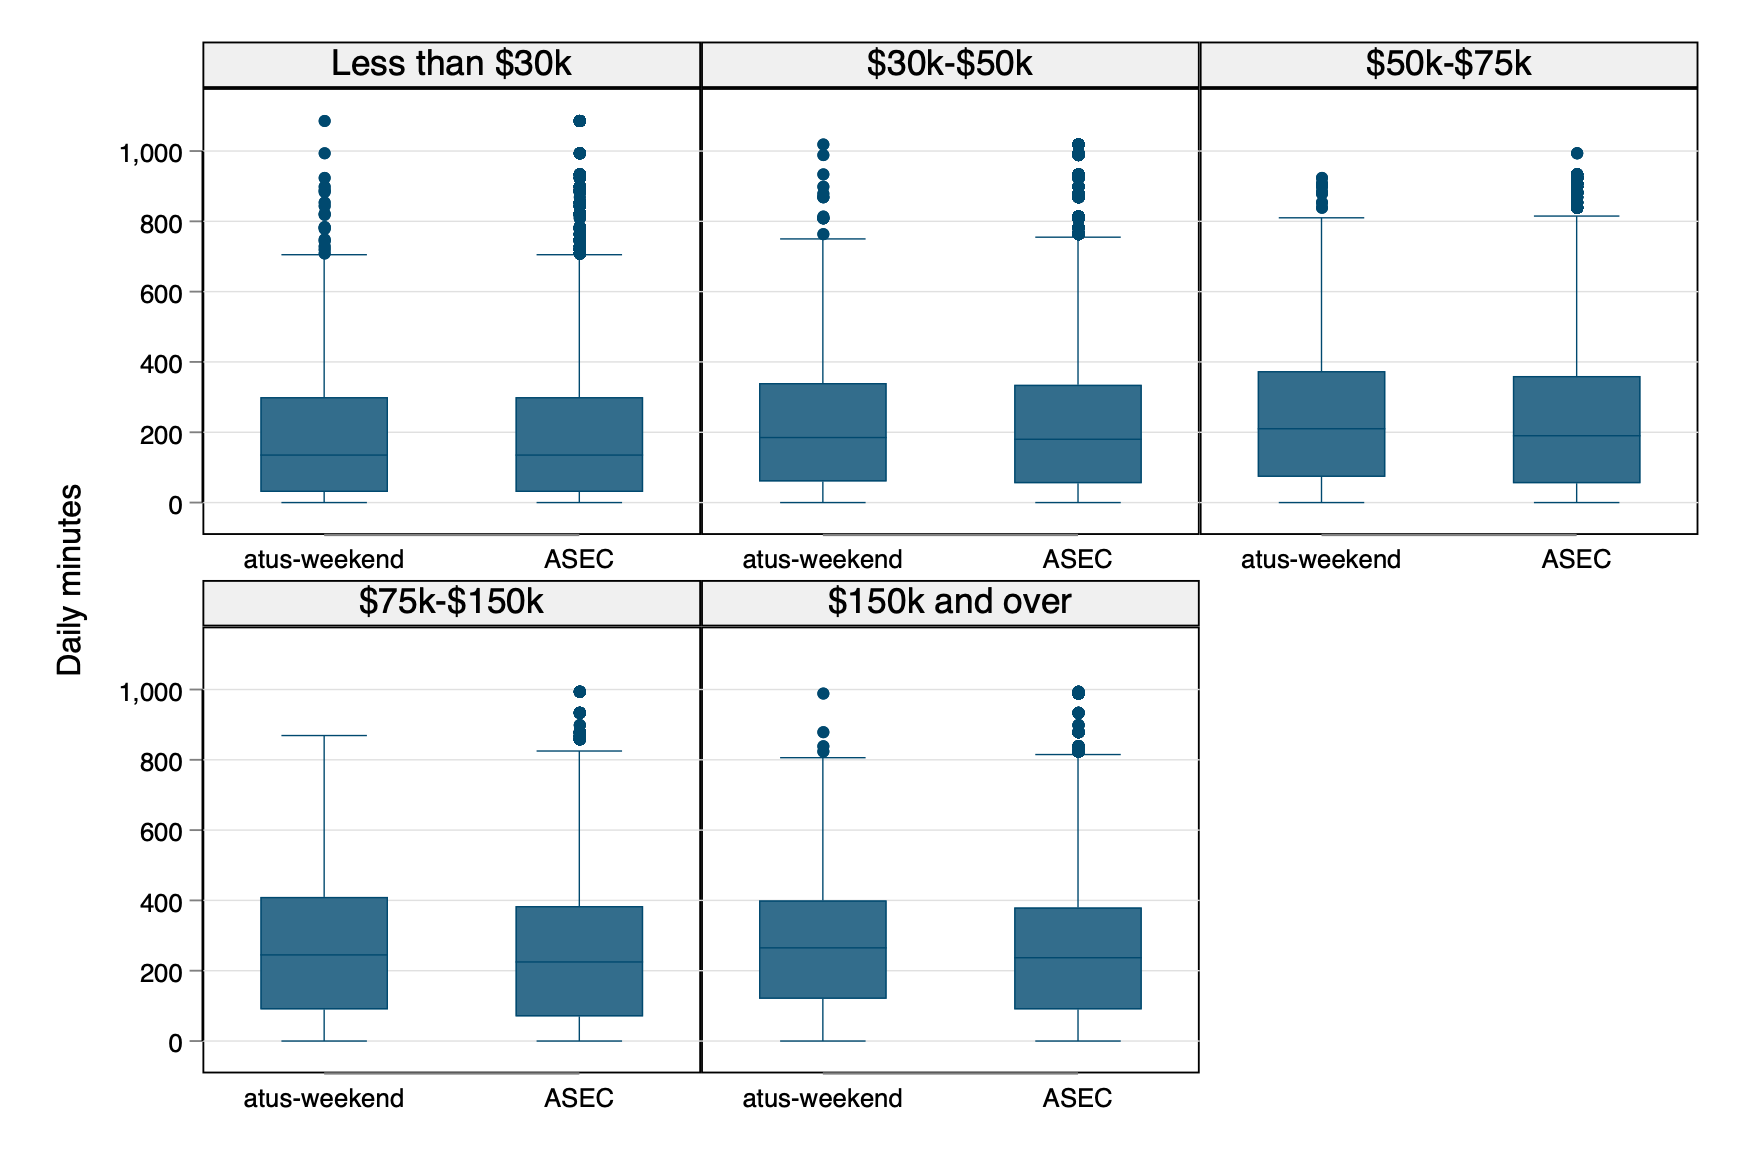 Less than $30k
$30k-$50k
$50k-$75k
1,000
800
600
400
200
0
atus-weekend
ASEC
atus-weekend
ASEC
atus-weekend
ASEC
Daily minutes
$75k-$150k
$150k and over
1,000
800
600
400
200
0
atus-weekend
ASEC
atus-weekend
ASEC